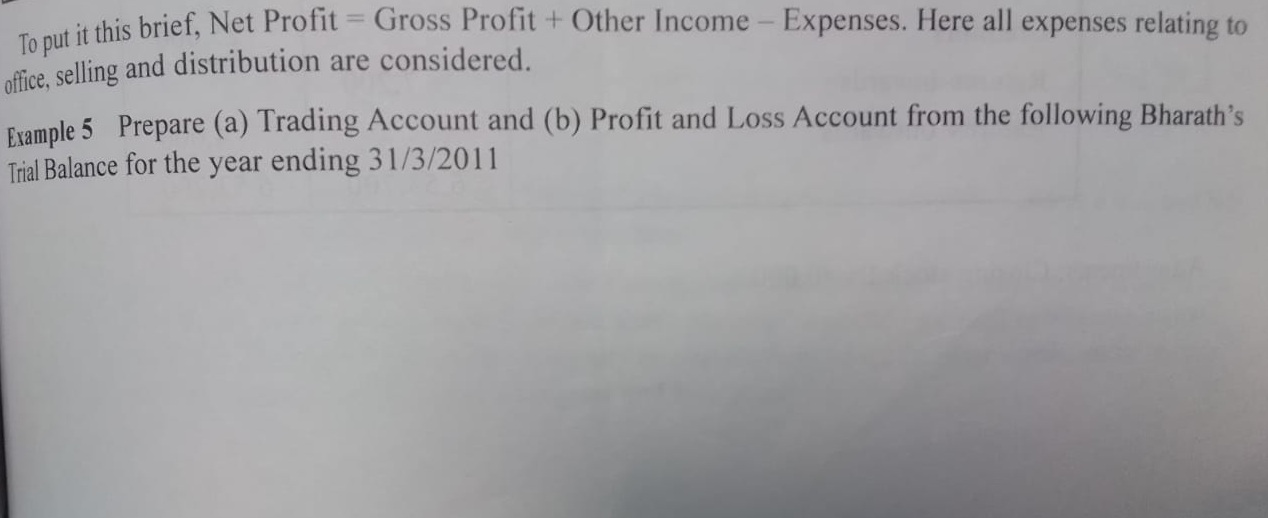 To put it this brief, Net Profit = Gross Profit + Other Income – Expenses. Here all expenses relating to
office, selling and distribution are considered.
Example 5 Prepare (a) Trading Account and (b) Profit and Loss Account from the following Bharath's
Trial Balance for the year ending 31/3/2011